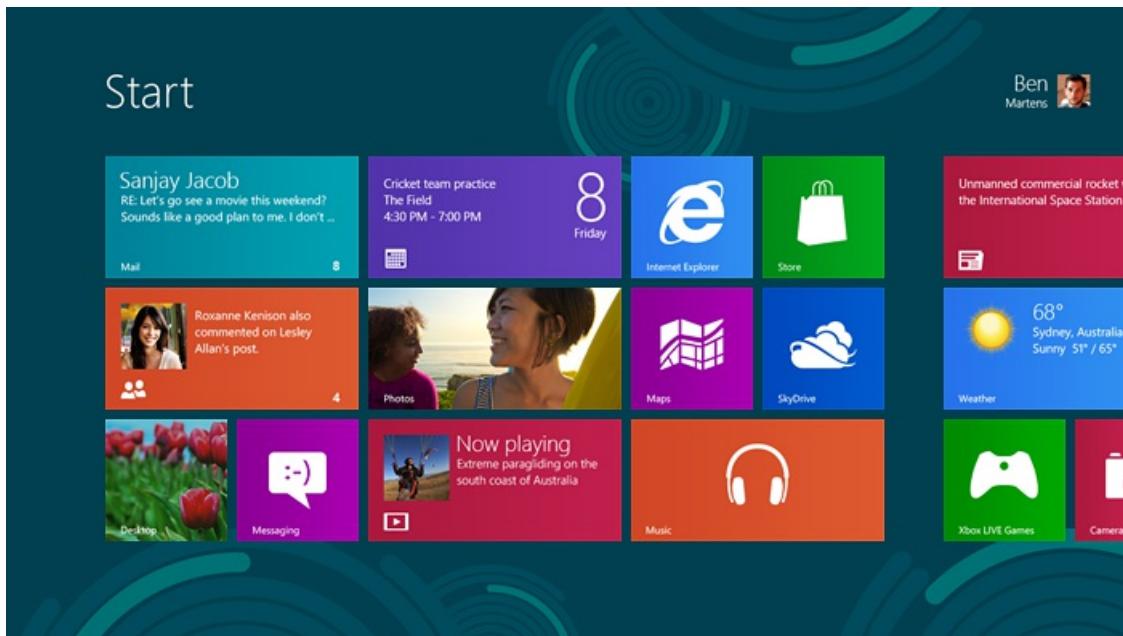 Start
Ben
Martens
Sanjay Jacob
RE: Let's go see a movie this weekend?
Sounds like a good plan to me. I don't ...
Mail
8
Cricket team practice
The Field
4:30 PM - 7:00 PM
8
Friday
Internet Explorer
Store
Unmanned commercial rocket
the International Space Station
Roxanne Kenison also
commented on Lesley
Allan's post.
4
Photos
Maps
SkyDrive
68°
Sydney, Australia
Sunny 51° / 65°
Weather
Desktop
:-)
Messaging
Now playing
Extreme paragliding on the
south coast of Australia
Music
Xbox LIVE Games
Camera